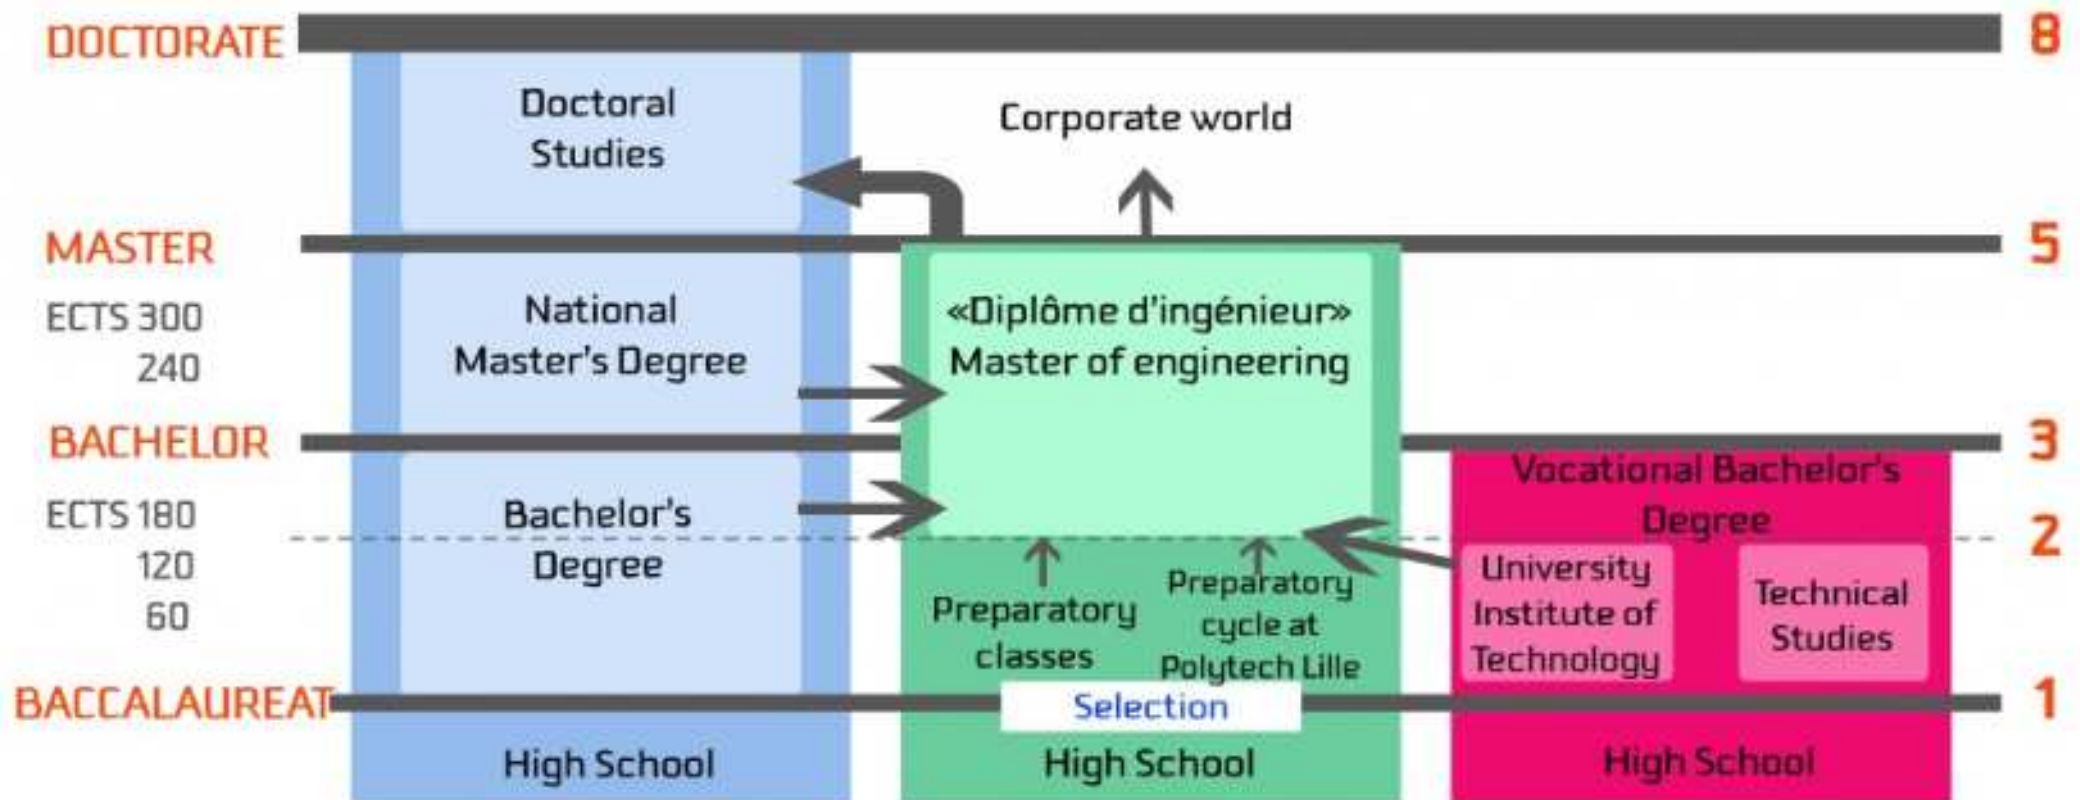 DOCTORATE
8
Doctoral
Studies
Corporate world
MASTER
5
ECTS 300
240
National
Master's Degree
«Diplôme d'ingénieur»
Master of engineering
BACHELOR
3
ECTS 180
120
60
Bachelor's
Degree
Vocational Bachelor's
Degree
2
Preparatory
classes
Preparatory
cycle at
Polytech Lille
University
Institute of
Technology
Technical
Studies
BACCALAUREAT
Selection
1
High School
High School
High School